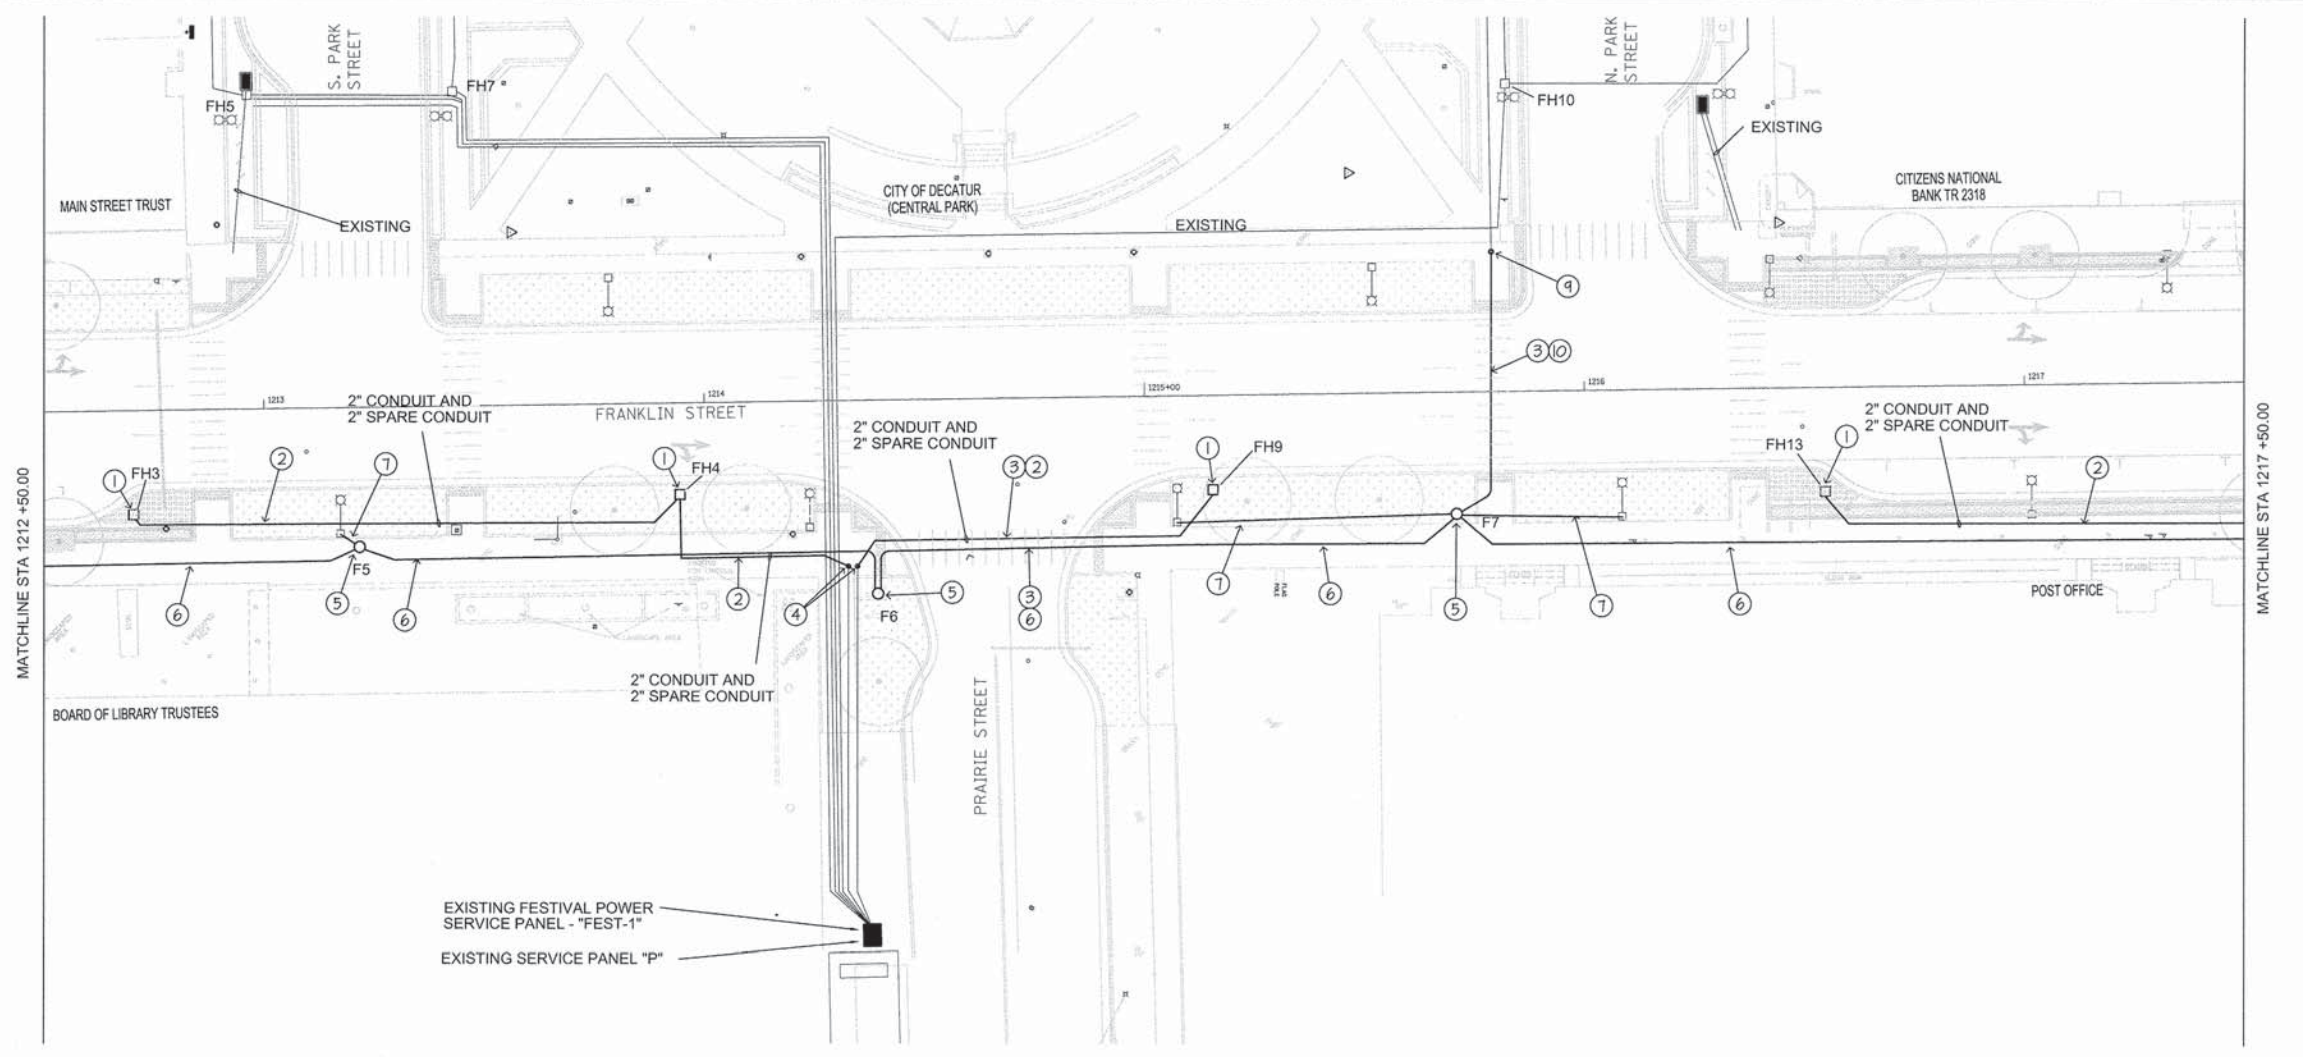 S. PARK
STREET
N. PARK
STREET
FH7
FH5
FH10
EXISTING
MAIN STREET TRUST
CITY OF DECATUR
(CENTRAL PARK)
CITIZENS NATIONAL
BANK TR 2318
EXISTING
EXISTING
9
3 10
1213
1214
1215+00
1216
1217
2" CONDUIT AND
2" SPARE CONDUIT
FRANKLIN STREET
2" CONDUIT AND
2" SPARE CONDUIT
2" CONDUIT AND
2" SPARE CONDUIT
MATCHLINE STA 1212 +50.00
MATCHLINE STA 1217 +50.00
1
FH3
2
7
1
FH4
3 2
1
FH9
FH13
1
2
F5
F7
6
5
6
2
4
5
F6
3
6
7
6
5
7
6
POST OFFICE
FLAG
POLE
LANDSCAPE AREA
2" CONDUIT AND
2" SPARE CONDUIT
BOARD OF LIBRARY TRUSTEES
PRAIRIE STREET
EXISTING FESTIVAL POWER
SERVICE PANEL - "FEST-1"
EXISTING SERVICE PANEL "P"